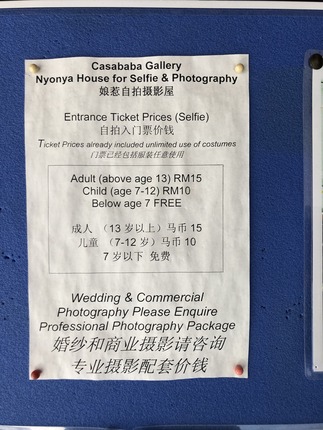 Casababa Gallery
Nyonya House for Selfie & Photography
娘惹自拍摄影屋
Entrance Ticket Prices (Selfie)
自拍入门票价钱
Ticket Prices already included unlimited use of costumes
门票已经包括服装任意使用
Adult (above age 13) RM15
Child (age 7-12) RM10
Below age 7 FREE
成人 （13 岁以上）马币 15
儿童 （7-12 岁）马币 10
7 岁以下 免费
Wedding & Commercial
Photography Please Enquire
Professional Photography Package
婚纱和商业摄影请咨询
专业摄影配套价钱